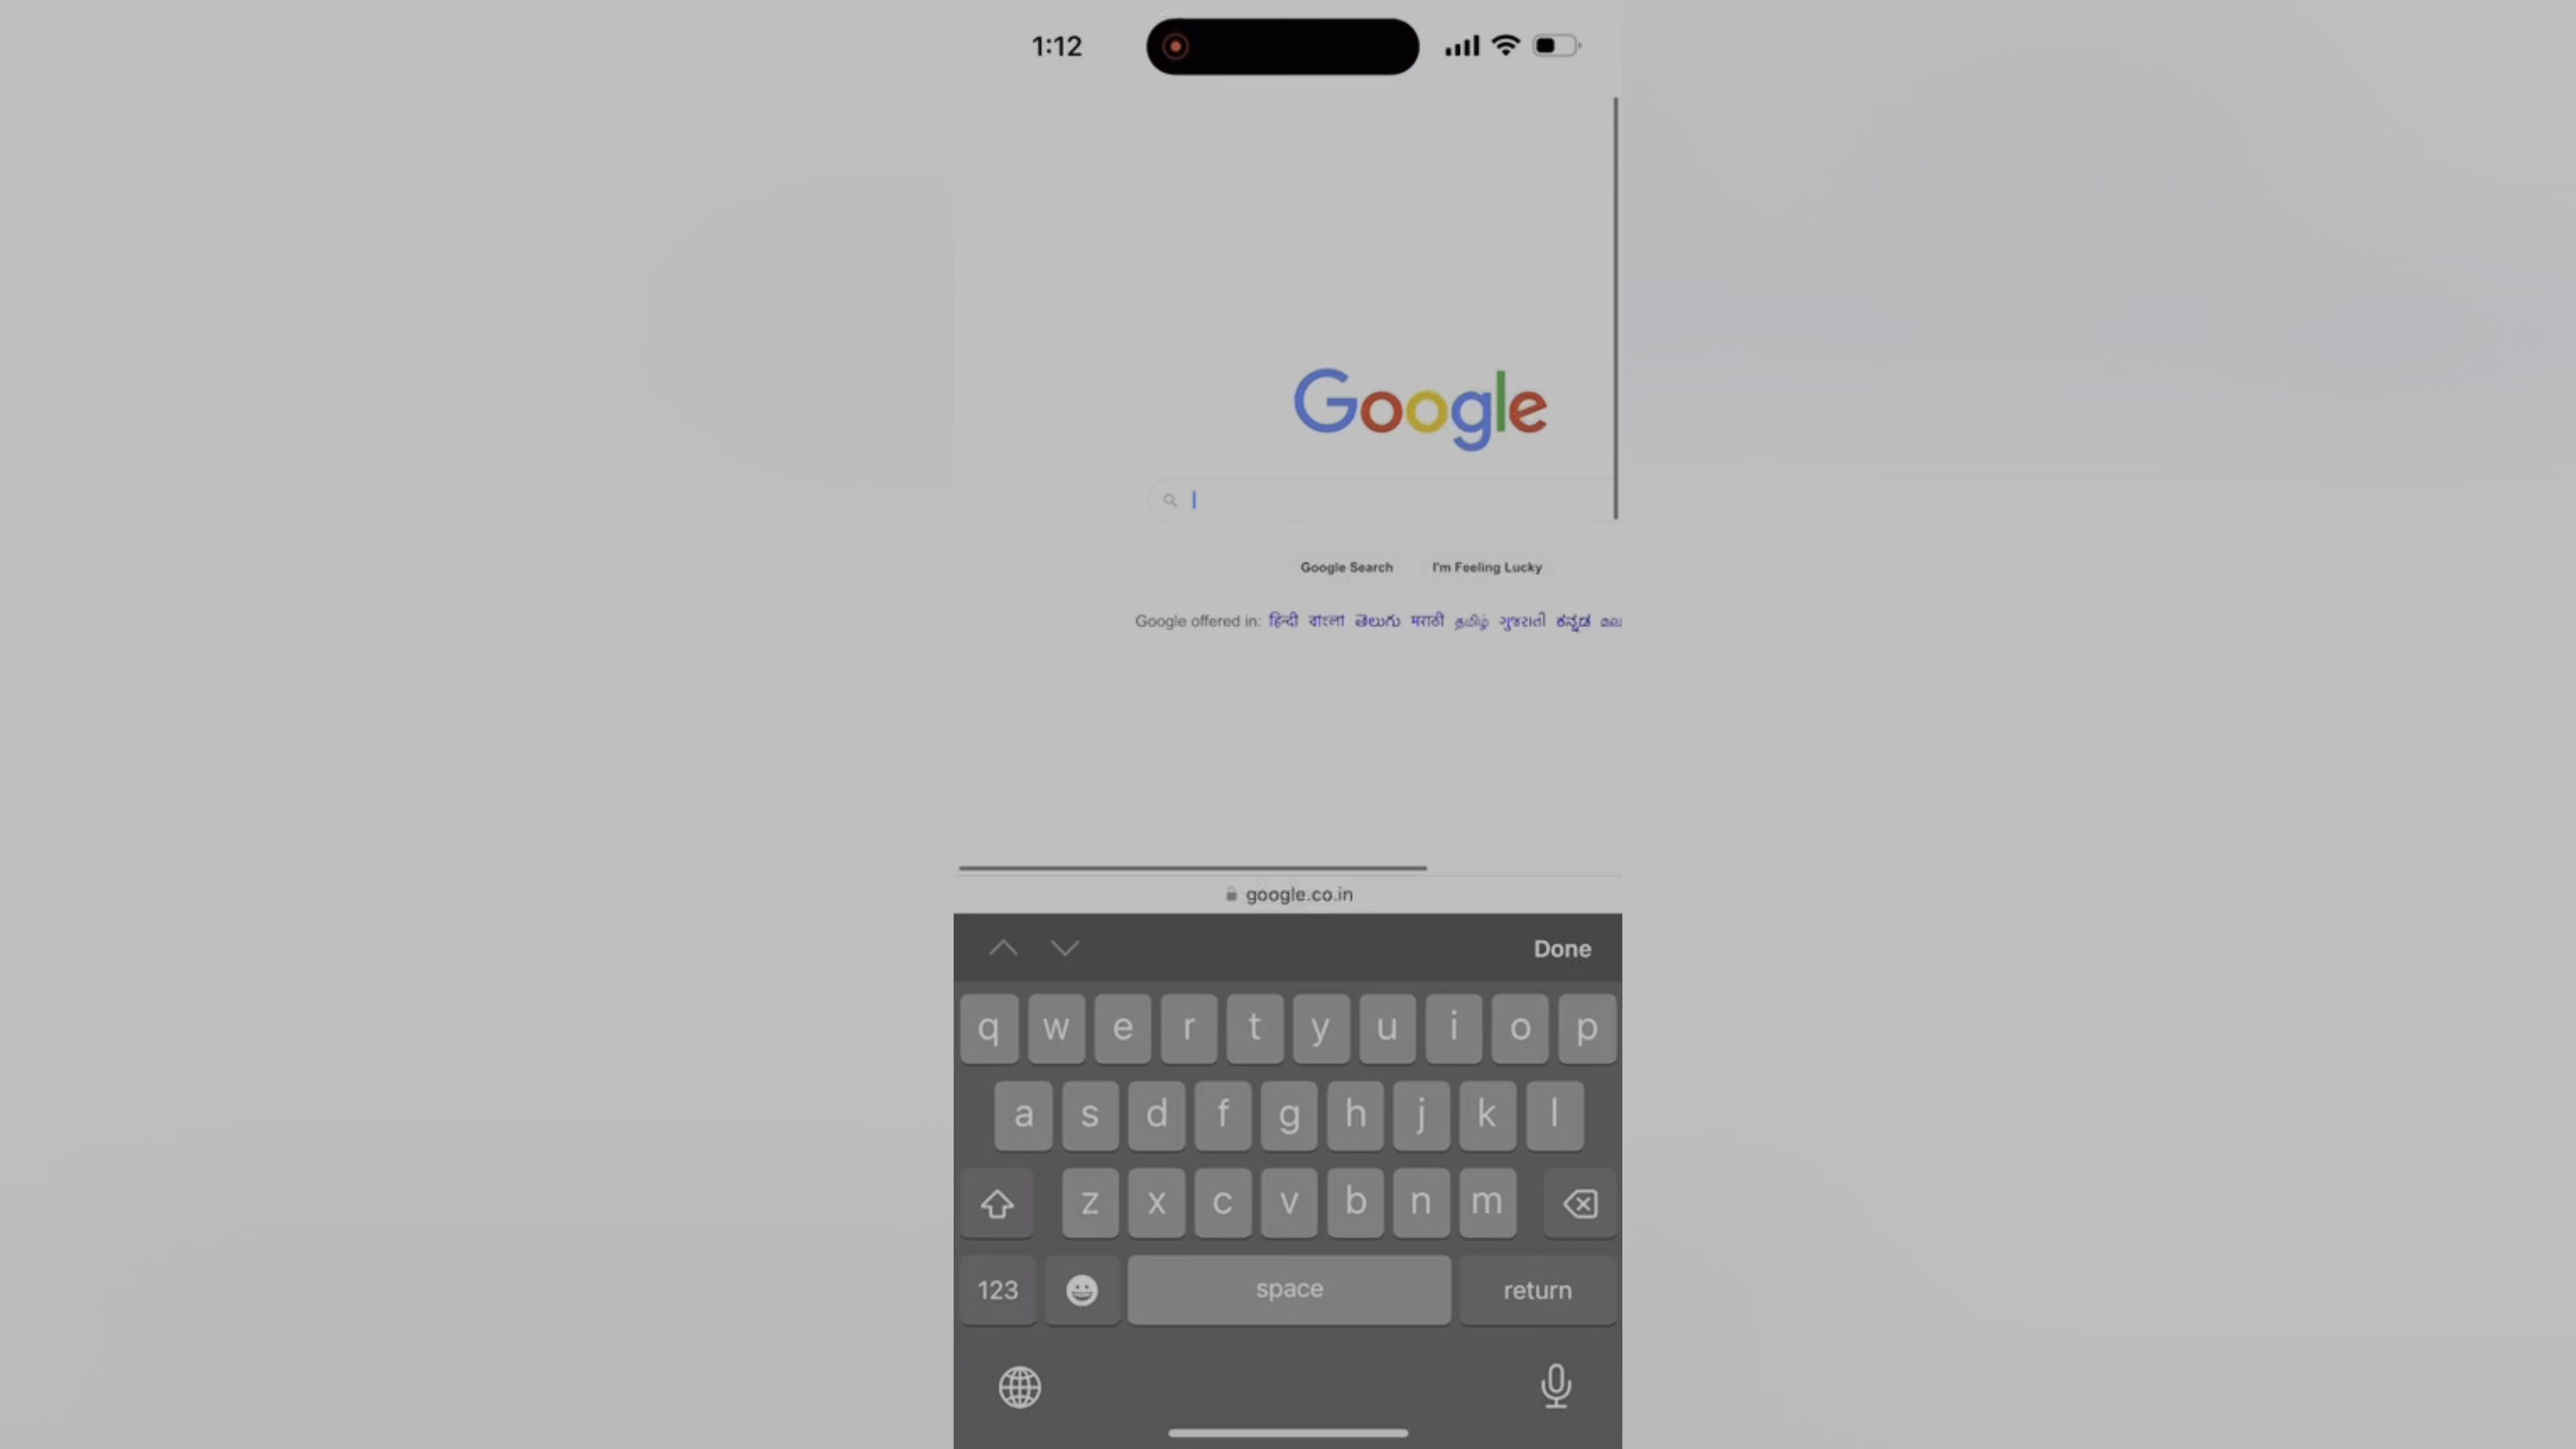 1:12
Google
Google Search I'm Feeling Lucky
Google offered in: हिन्दी বাংলা తెలుగు मराठी தமிழ் ગુજરાતી ಕನ್ನಡ മല
google.co.in
Done
q w e r t y u i o p
a s d f g h j k l
z x c v b n m
123 space return